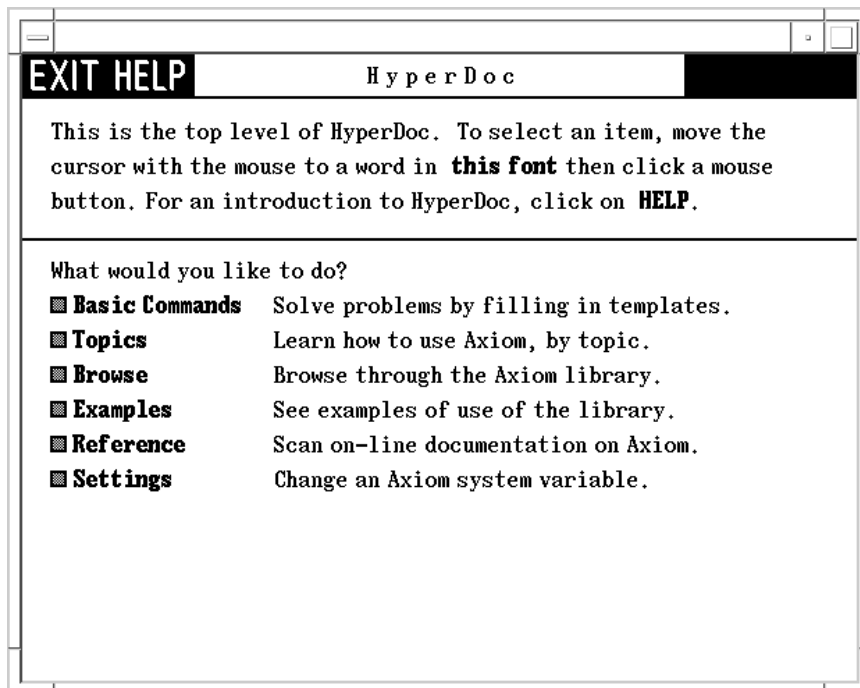 EXIT HELP HyperDoc
This is the top level of HyperDoc. To select an item, move the
cursor with the mouse to a word in this font then click a mouse
button. For an introduction to HyperDoc, click on HELP.
What would you like to do?
Basic Commands Solve problems by filling in templates.
Topics Learn how to use Axiom, by topic.
Browse Browse through the Axiom library.
Examples See examples of use of the library.
Reference Scan on-line documentation on Axiom.
Settings Change an Axiom system variable.